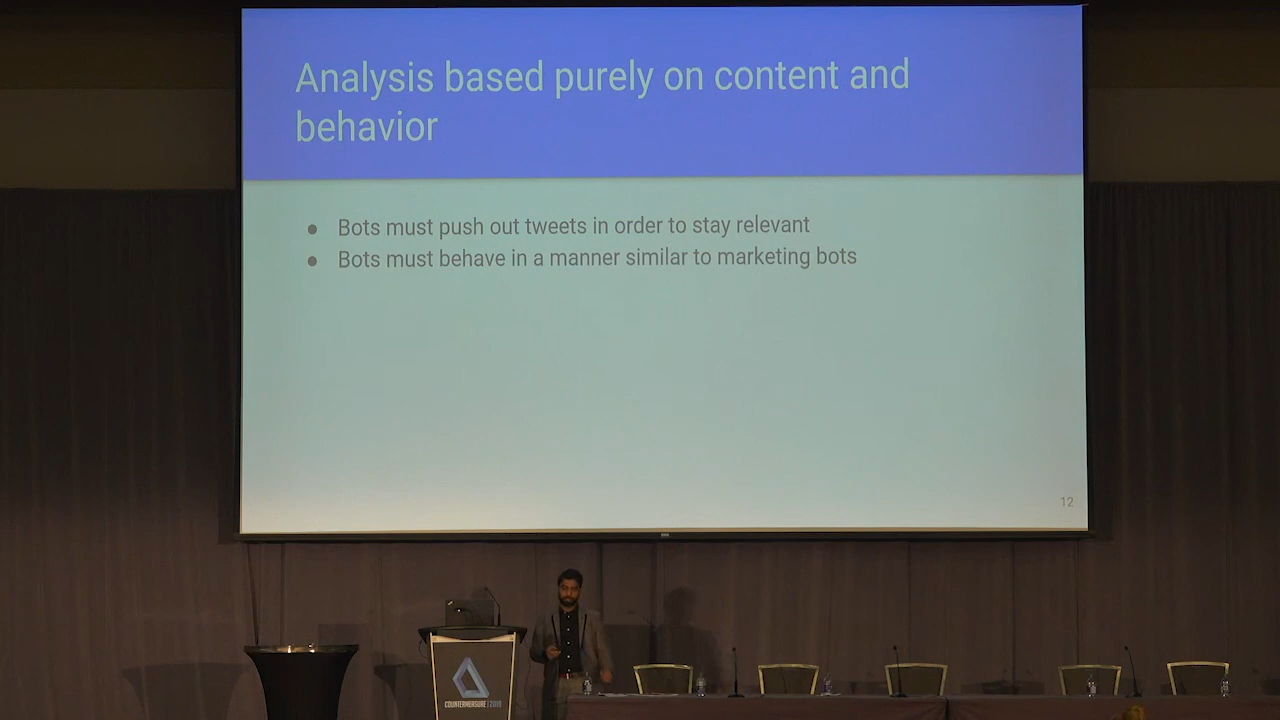 Analysis based purely on content and
behavior
● Bots must push out tweets in order to stay relevant
● Bots must behave in a manner similar to marketing bots
12
COUNTERMEASURE | 2019